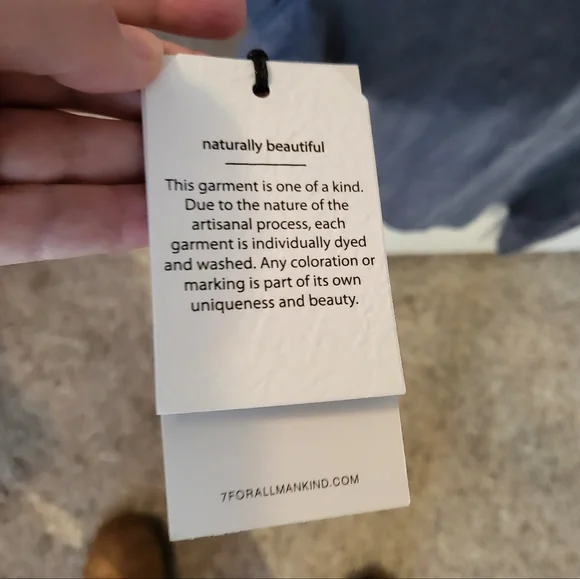 naturally beautiful
This garment is one of a kind.
Due to the nature of the
artisanal process, each
garment is individually dyed
and washed. Any coloration or
marking is part of its own
uniqueness and beauty.
7FORALLMANKIND.COM